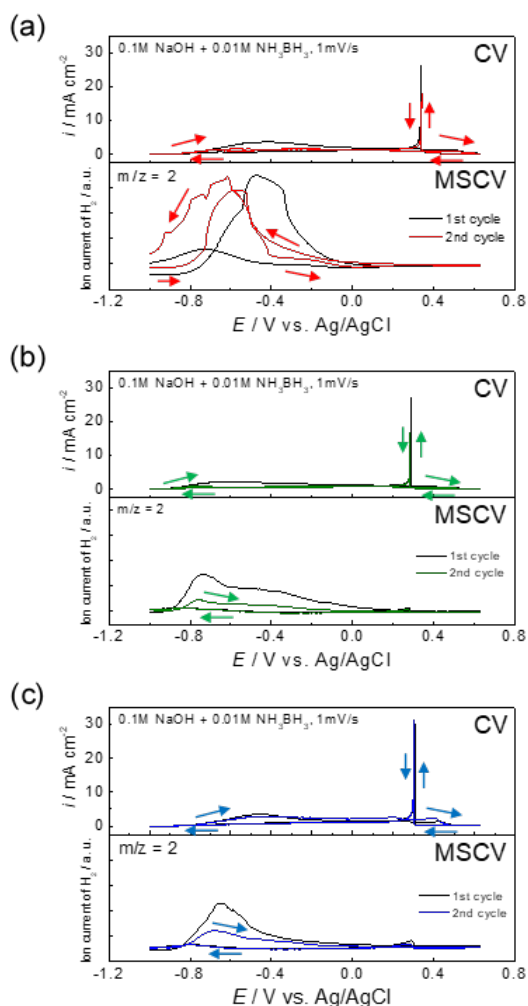 (a)
0.1M NaOH + 0.01M NH₃BH₃, 1mV/s CV
30
20
10
0
i / mA cm⁻²
m/z = 2 MSCV
1st cycle
2nd cycle
Ion current of H₂ / a.u.
-1.2 -0.8 -0.4 0.0 0.4 0.8
E / V vs. Ag/AgCl
(b)
0.1M NaOH + 0.01M NH₃BH₃, 1mV/s CV
30
20
10
0
i / mA cm⁻²
m/z = 2 MSCV
1st cycle
2nd cycle
Ion current of H₂ / a.u.
-1.2 -0.8 -0.4 0.0 0.4 0.8
E / V vs. Ag/AgCl
(c)
0.1M NaOH + 0.01M NH₃BH₃, 1mV/s CV
30
20
10
0
i / mA cm⁻²
m/z = 2 MSCV
1st cycle
2nd cycle
Ion current of H₂ / a.u.
-1.2 -0.8 -0.4 0.0 0.4 0.8
E / V vs. Ag/AgCl